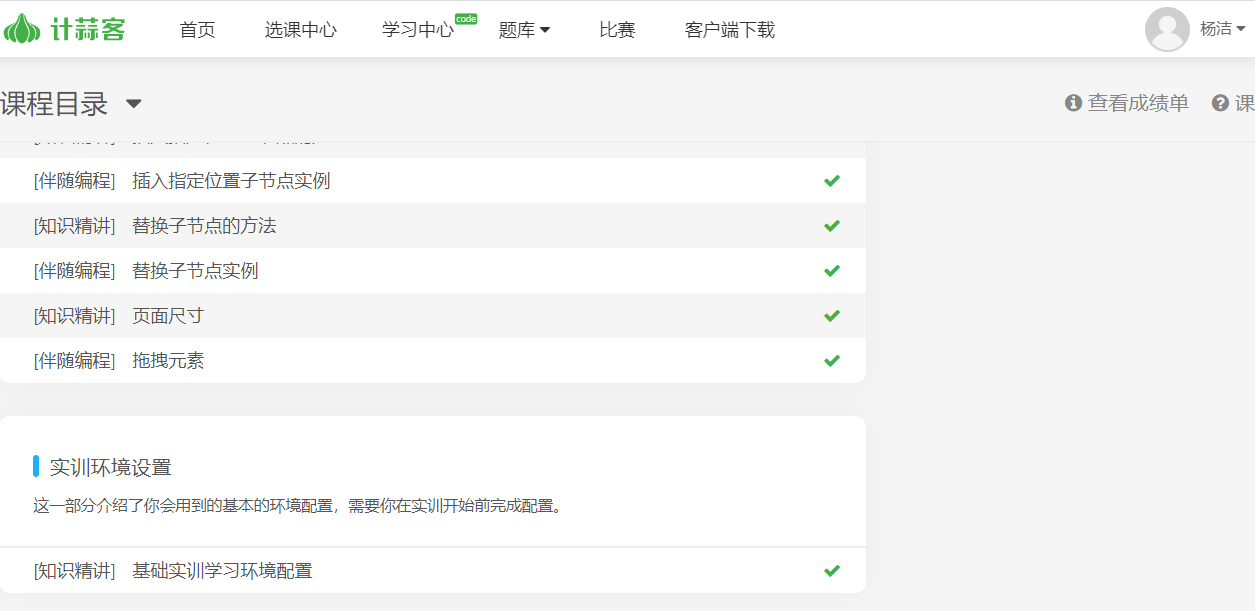 计蒜客 首页 选课中心 学习中心 code 题库 比赛 客户端下载 杨洁
课程目录 查看成绩单 课
[伴随编程] 插入指定位置子节点实例
[知识精讲] 替换子节点的方法
[伴随编程] 替换子节点实例
[知识精讲] 页面尺寸
[伴随编程] 拖拽元素
实训环境设置
这一部分介绍了你会用到的基本的环境配置，需要你在实训开始前完成配置。
[知识精讲] 基础实训学习环境配置